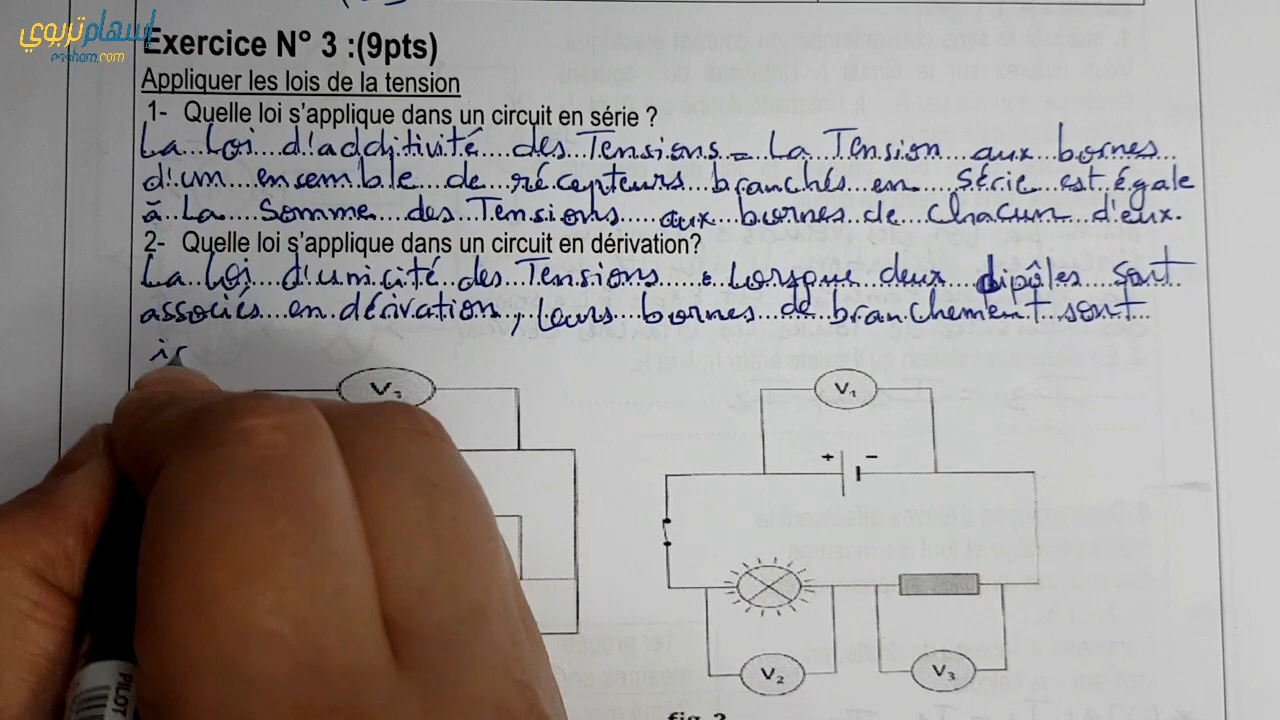 إسهام تربوي
essham.com
Exercice N° 3 :(9pts)
Appliquer les lois de la tension
1- Quelle loi s'applique dans un circuit en série ?
La Loi d'additivité des Tensions = La Tension aux bornes
d'un ensemble de récepteurs branchés en série est égale
à La Somme des Tensions aux bornes de chacun d'eux.
2- Quelle loi s'applique dans un circuit en dérivation?
La Loi d'unicité des Tensions : Lorsque deux dipôles sont
associés en dérivation, leurs bornes de branchement sont
V₁
+ −
V₂ V₃
fig 2
PILOT